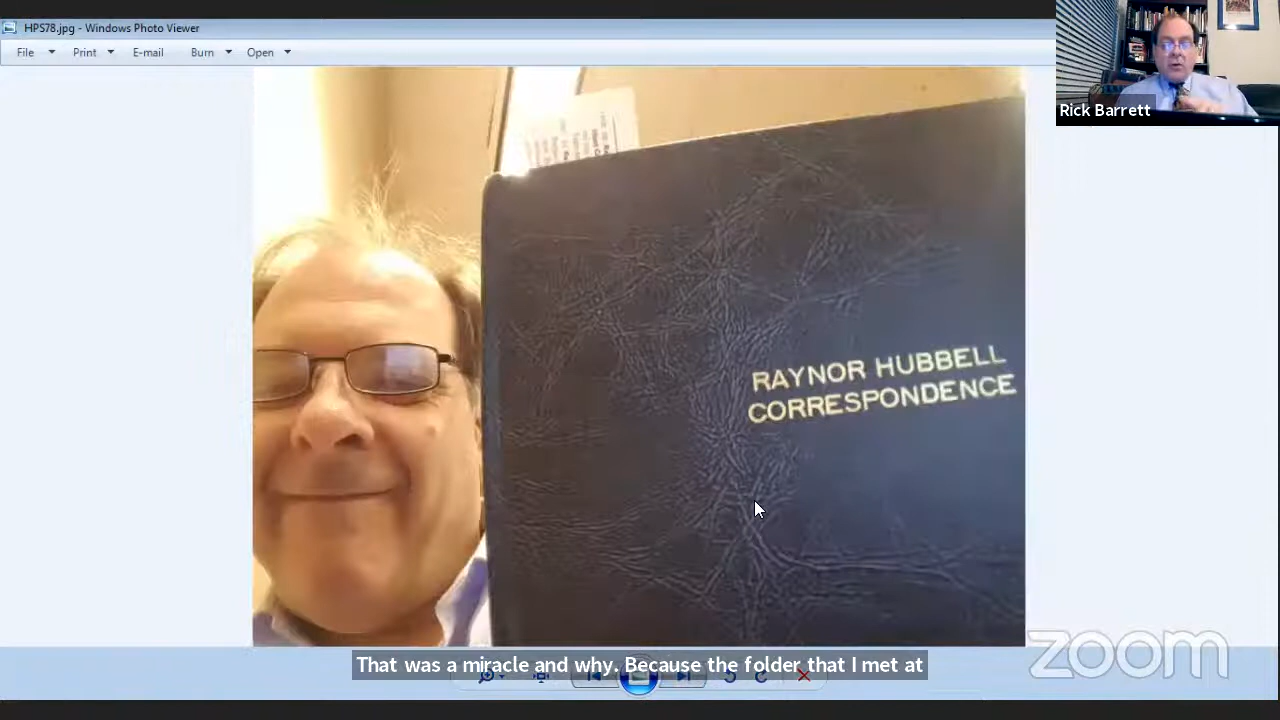 HPS78.jpg - Windows Photo Viewer
File Print E-mail Burn Open
Rick Barrett
RAYNOR HUBBELL
CORRESPONDENCE
zoom
That was a miracle and why. Because the folder that I met at